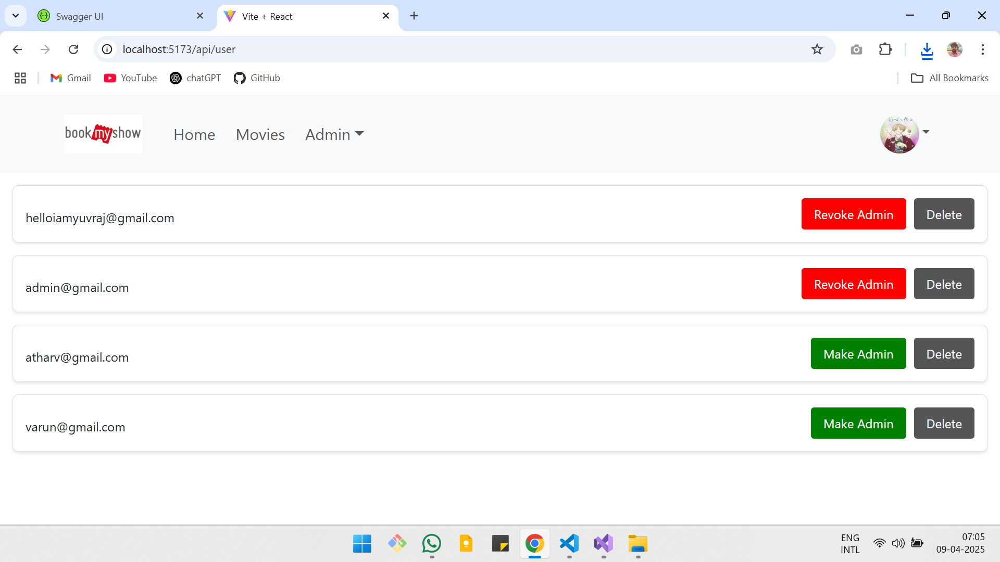 Swagger UI
Vite + React
localhost:5173/api/user
Gmail
YouTube
chatGPT
GitHub
All Bookmarks
bookmyshow
Home
Movies
Admin
helloiamyuvraj@gmail.com
Revoke Admin
Delete
admin@gmail.com
Revoke Admin
Delete
atharv@gmail.com
Make Admin
Delete
varun@gmail.com
Make Admin
Delete
ENG
INTL
07:05
09-04-2025